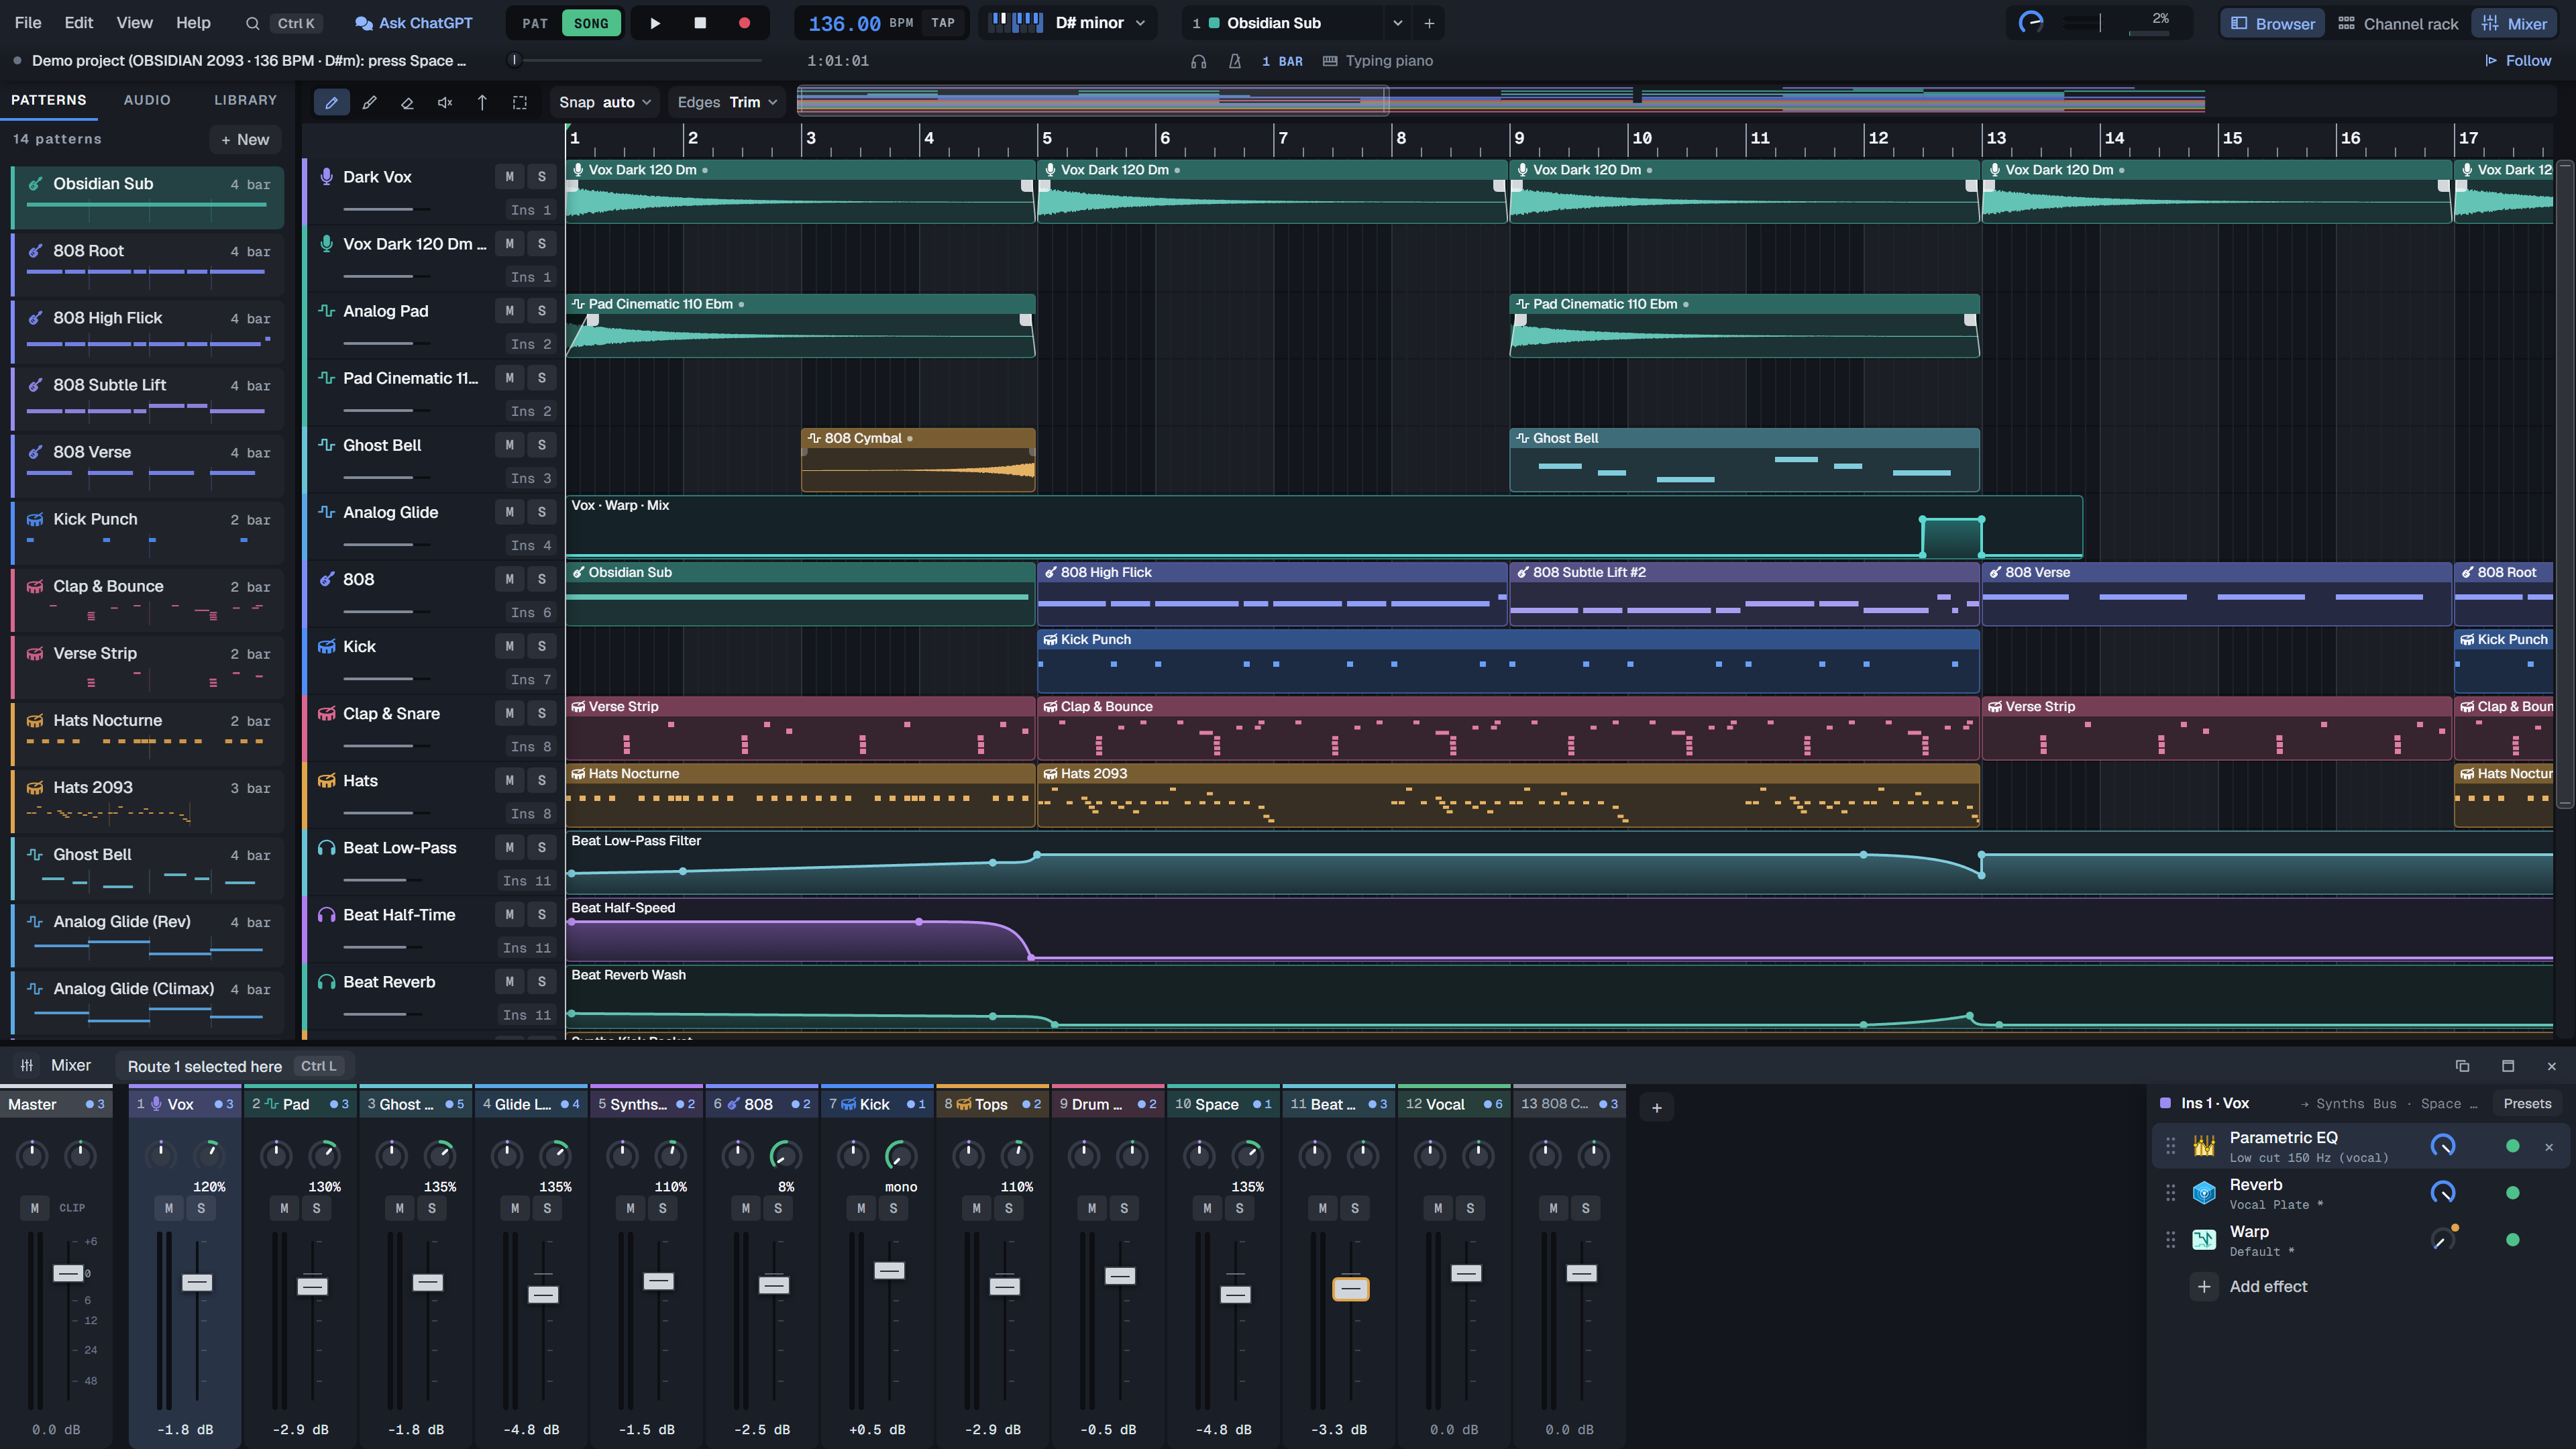 File Edit View Help Ctrl K Ask ChatGPT PAT SONG 136.00 BPM TAP D# minor 1 Obsidian Sub 2% Browser Channel rack Mixer
Demo project (OBSIDIAN 2093 · 136 BPM · D#m): press Space ... 1:01:01 1 BAR Typing piano Follow
PATTERNS AUDIO LIBRARY
Snap auto Edges Trim
14 patterns + New
1 2 3 4 5 6 7 8 9 10 11 12 13 14 15 16 17
Obsidian Sub 4 bar
808 Root 4 bar
808 High Flick 4 bar
808 Subtle Lift 4 bar
808 Verse 4 bar
Kick Punch 2 bar
Clap & Bounce 2 bar
Verse Strip 2 bar
Hats Nocturne 2 bar
Hats 2093 3 bar
Ghost Bell 4 bar
Analog Glide (Rev) 4 bar
Analog Glide (Climax) 4 bar
Dark Vox M S
Ins 1
Vox Dark 120 Dm ... M S
Ins 1
Analog Pad M S
Ins 2
Pad Cinematic 11... M S
Ins 2
Ghost Bell M S
Ins 3
Analog Glide M S
Ins 4
808 M S
Ins 6
Kick M S
Ins 7
Clap & Snare M S
Ins 8
Hats M S
Ins 8
Beat Low-Pass M S
Ins 11
Beat Half-Time M S
Ins 11
Beat Reverb M S
Ins 11
Vox Dark 120 Dm Vox Dark 120 Dm Vox Dark 120 Dm Vox Dark 120 Dm Vox Dark 12
Pad Cinematic 110 Ebm Pad Cinematic 110 Ebm
808 Cymbal Ghost Bell
Vox · Warp · Mix
Obsidian Sub 808 High Flick 808 Subtle Lift #2 808 Verse 808 Root
Kick Punch Kick Punch
Verse Strip Clap & Bounce Verse Strip Clap & Boun
Hats Nocturne Hats 2093 Hats Noctur
Beat Low-Pass Filter
Beat Half-Speed
Beat Reverb Wash
Mixer Route 1 selected here Ctrl L
Master 3 1 Vox 3 2 Pad 3 3 Ghost ... 5 4 Glide L... 4 5 Synths... 2 6 808 2 7 Kick 1 8 Tops 2 9 Drum ... 2 10 Space 1 11 Beat ... 3 12 Vocal 6 13 808 C... 3 +
120% 130% 135% 135% 110% 8% mono 110% 135%
M CLIP M S M S M S M S M S M S M S M S M S M S M S M S M S
+6
0
6
12
24
48
0.0 dB -1.8 dB -2.9 dB -1.8 dB -4.8 dB -1.5 dB -2.5 dB +0.5 dB -2.9 dB -0.5 dB -4.8 dB -3.3 dB 0.0 dB 0.0 dB
Ins 1 · Vox → Synths Bus · Space ... Presets
Parametric EQ
Low cut 150 Hz (vocal)
Reverb
Vocal Plate *
Warp
Default *
+ Add effect